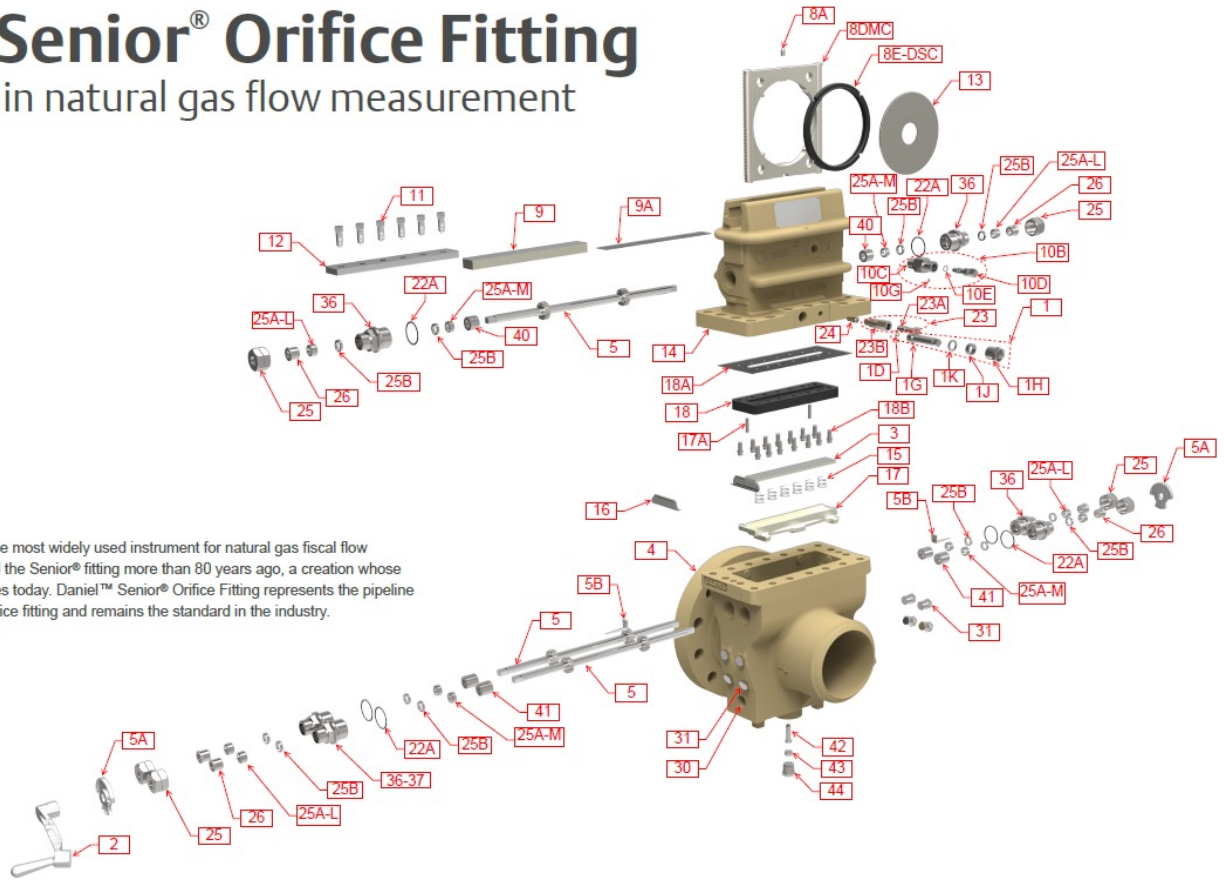 Senior® Orifice Fitting
in natural gas flow measurement
8A
8DMC
8E-DSC
13
11
9
9A
12
25A-M
22A
36
25B
25A-L
26
25
25B
40
10B
10C
10G
10E
10D
36
22A
25A-M
25A-L
40
5
25B
25B
26
25
14
24
23A
23
1
23B
1D
1G
1K
1J
1H
18A
18
17A
18B
3
15
17
16
4
5B
25B
36
25A-L
25
5A
26
25B
22A
25A-M
41
31
most widely used instrument for natural gas fiscal flow
the Senior® fitting more than 80 years ago, a creation whose
today. Daniel™ Senior® Orifice Fitting represents the pipeline
fitting and remains the standard in the industry.
5B
5
5
41
25A-M
25B
22A
36-37
25B
25A-L
26
25
5A
2
31
30
42
43
44